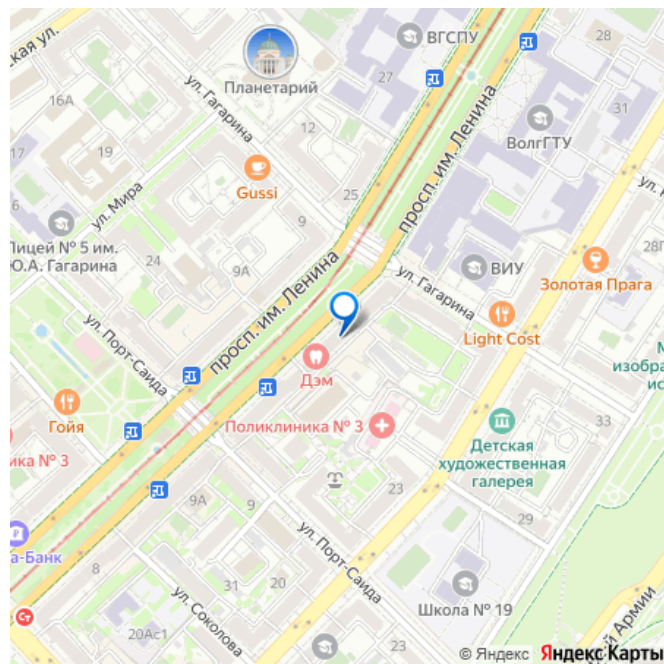 ская ул.
ВГСПУ
28
Планетарий
27
16А
ул. Гагарина
12
31
ВолгГТУ
17
Gussi
просп. им. Ленина
ул. Мира
25
Лицей № 5 им.
Ю.А. Гагарина
9
24
9А
ул. Гагарина
ВИУ
28
Золотая Прага
просп. им. Ленина
Light Cost
ул. Порт-Саида
Дэм
изобра
ис
Гойя
Поликлиника № 3
33
ика № 3
Детская
художественная
галерея
9А
9
23
29
а-Банк
ул. Порт-Саида
8
31
20
Ст
ул. Соколова
Школа № 19
20Ас1
23
й Армии
© Яндекс Яндекс Карты